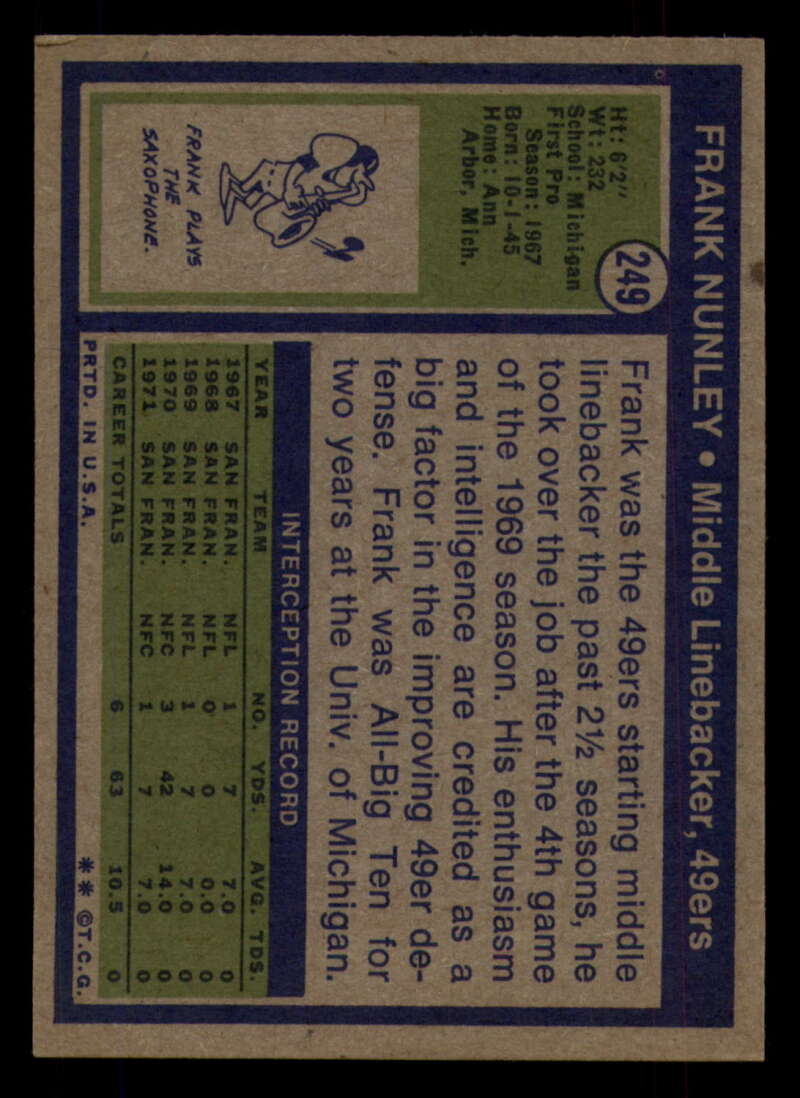 FRANK NUNLEY • Middle Linebacker, 49ers
249
Ht: 6'2"
Wt: 232
School: Michigan
First Pro
Season: 1967
Born: 10-1-45
Home: Ann
Arbor, Mich.
FRANK PLAYS
THE
SAXOPHONE.
Frank was the 49ers starting middle
linebacker the past 2½ seasons, he
took over the job after the 4th game
of the 1969 season. His enthusiasm
and intelligence are credited as a
big factor in the improving 49er de-
fense. Frank was All-Big Ten for
two years at the Univ. of Michigan.
INTERCEPTION RECORD
YEAR TEAM NO. YDS. AVG. TDS.
1967 SAN FRAN. NFL 1 7 7.0 0
1968 SAN FRAN. NFL 0 0 0.0 0
1969 SAN FRAN. NFL 1 7 7.0 0
1970 SAN FRAN. NFC 3 42 14.0 0
1971 SAN FRAN. NFC 1 7 7.0 0
CAREER TOTALS 6 63 10.5 0
PRTD. IN U.S.A. ** ©T.C.G.